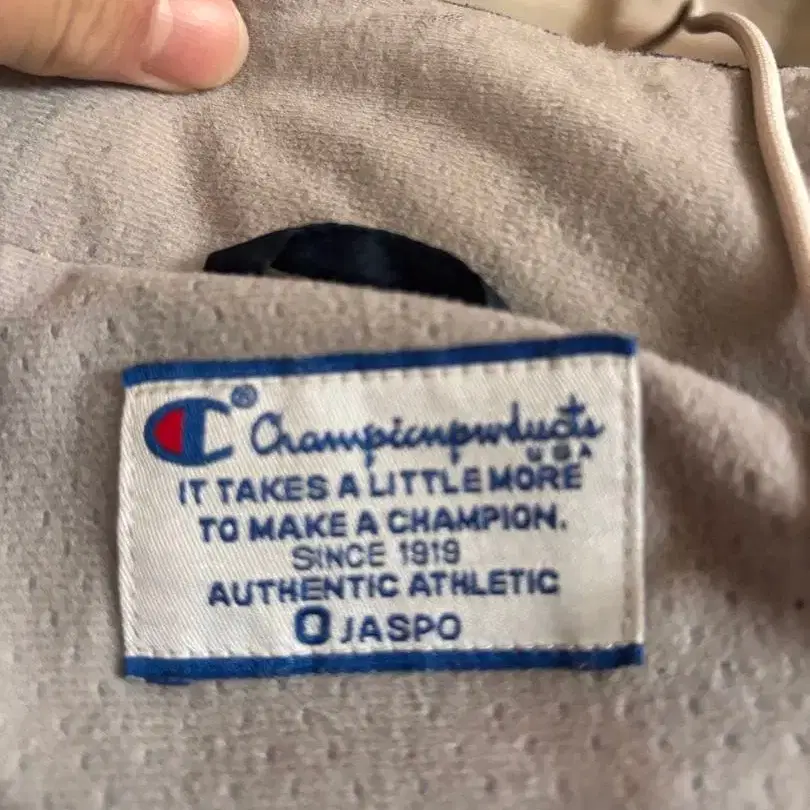 ® Championproducts
USA
IT TAKES A LITTLE MORE
TO MAKE A CHAMPION.
SINCE 1919
AUTHENTIC ATHLETIC
O JASPO